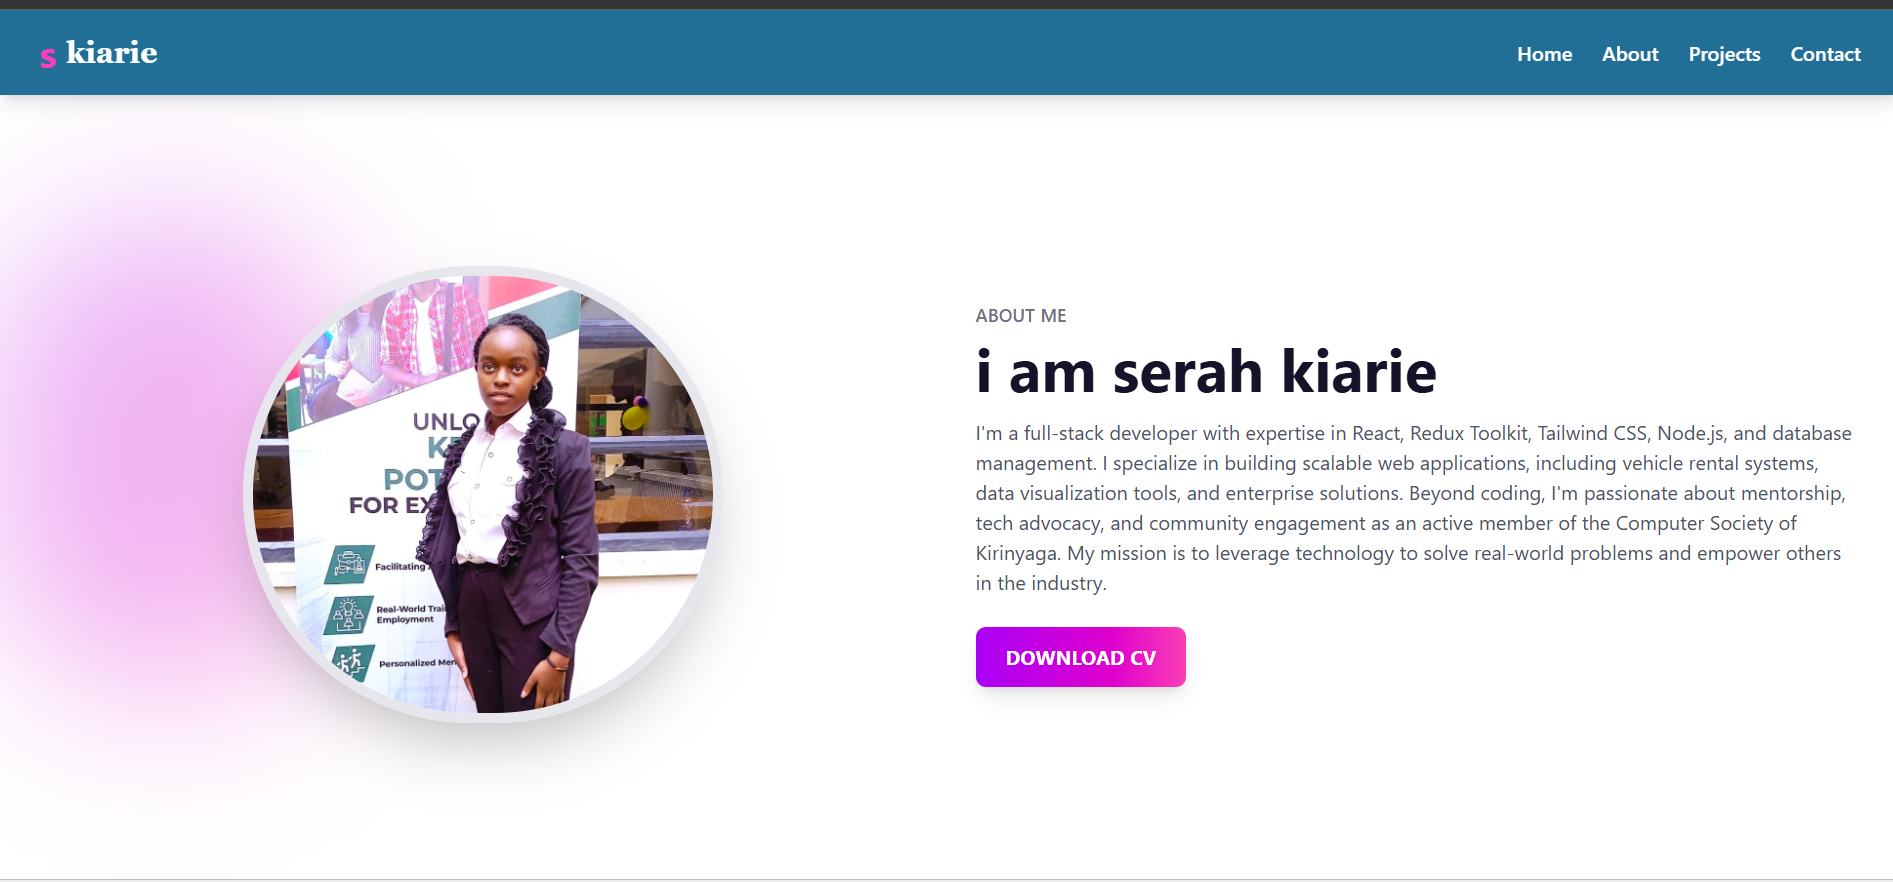 s kiarie
Home About Projects Contact
UNLO
K
POT
FOR EX
Facilitating
Real-World Trai
Employment
Personalized Men
ABOUT ME
i am serah kiarie
I'm a full-stack developer with expertise in React, Redux Toolkit, Tailwind CSS, Node.js, and database
management. I specialize in building scalable web applications, including vehicle rental systems,
data visualization tools, and enterprise solutions. Beyond coding, I'm passionate about mentorship,
tech advocacy, and community engagement as an active member of the Computer Society of
Kirinyaga. My mission is to leverage technology to solve real-world problems and empower others
in the industry.
DOWNLOAD CV